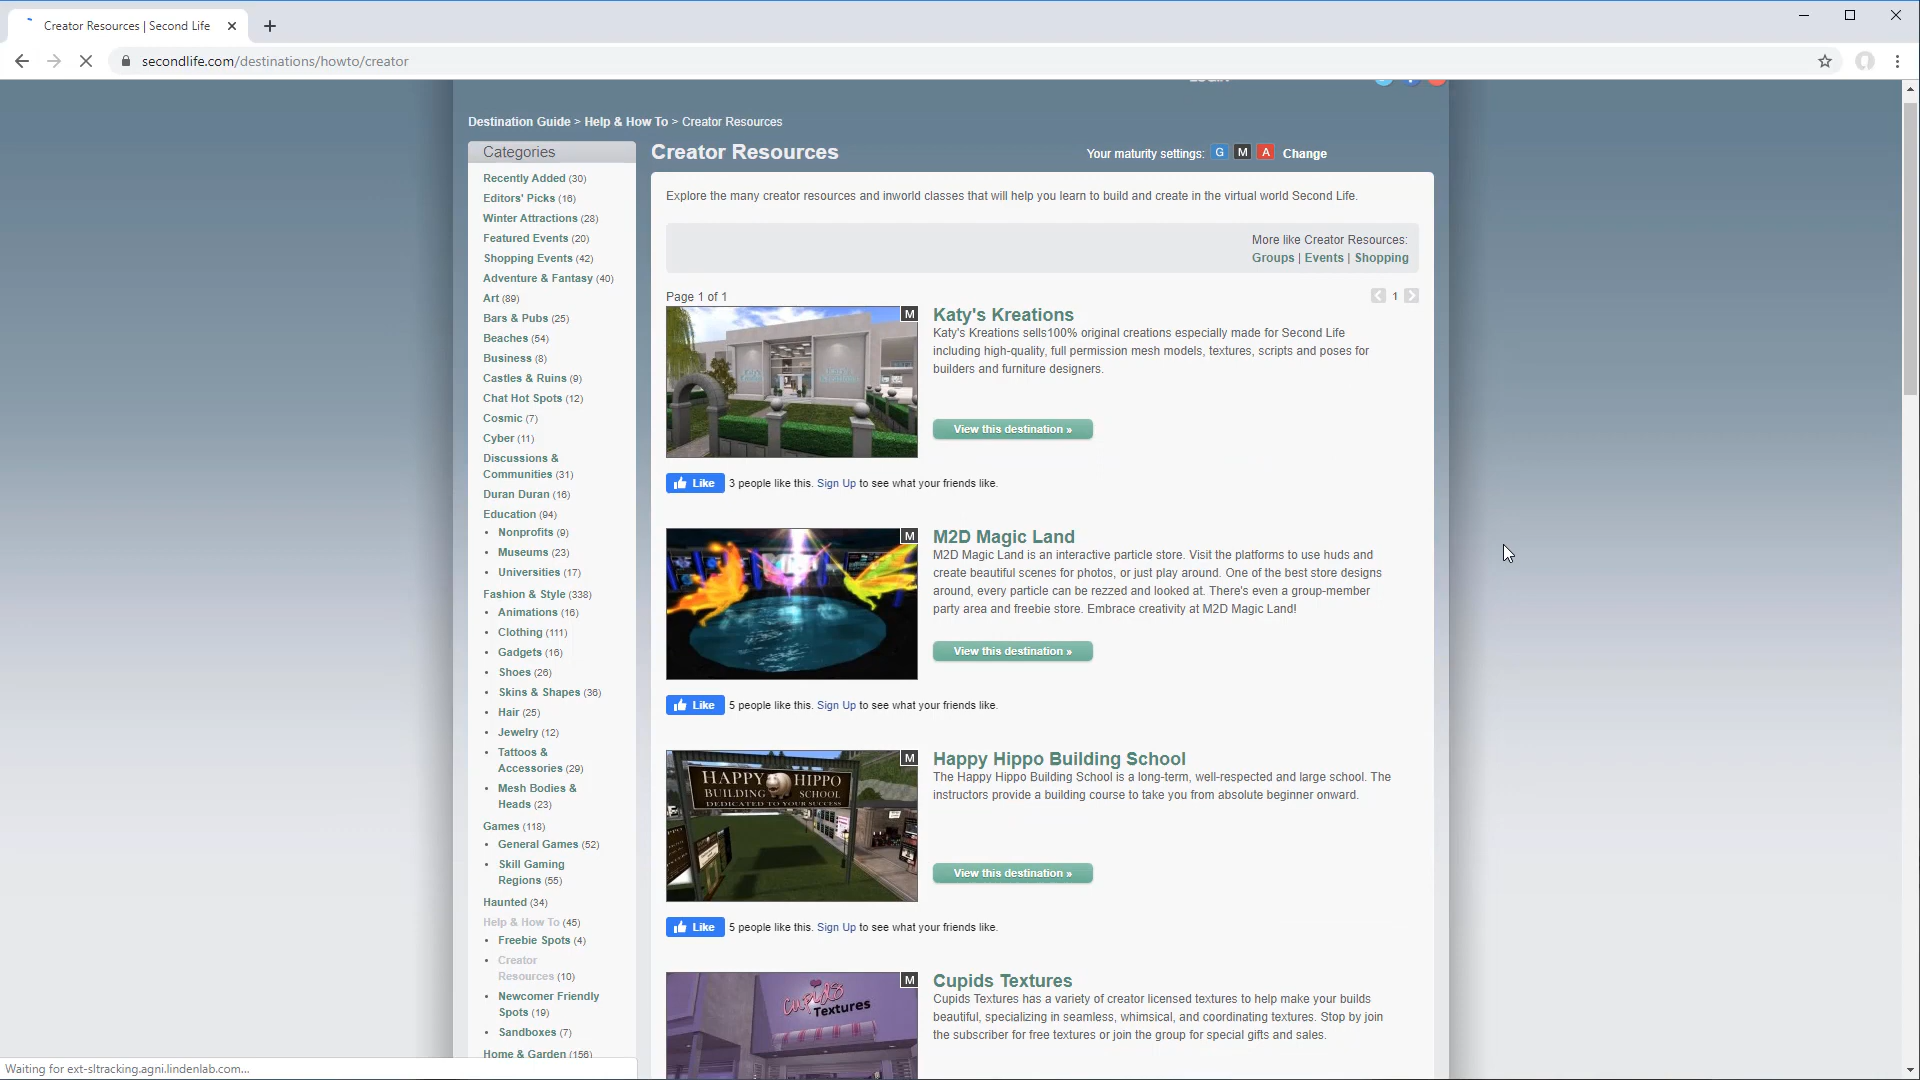 Creator Resources | Second Life
secondlife.com/destinations/howto/creator
Destination Guide > Help & How To > Creator Resources
Categories
Recently Added (30)
Editors' Picks (16)
Winter Attractions (28)
Featured Events (20)
Shopping Events (42)
Adventure & Fantasy (40)
Art (89)
Bars & Pubs (25)
Beaches (54)
Business (8)
Castles & Ruins (9)
Chat Hot Spots (12)
Cosmic (7)
Cyber (11)
Discussions &
Communities (31)
Duran Duran (16)
Education (94)
• Nonprofits (9)
• Museums (23)
• Universities (17)
Fashion & Style (338)
• Animations (16)
• Clothing (111)
• Gadgets (16)
• Shoes (26)
• Skins & Shapes (36)
• Hair (25)
• Jewelry (12)
• Tattoos &
Accessories (29)
• Mesh Bodies &
Heads (23)
Games (118)
• General Games (52)
• Skill Gaming
Regions (55)
Haunted (34)
Help & How To (45)
• Freebie Spots (4)
• Creator
Resources (10)
• Newcomer Friendly
Spots (19)
• Sandboxes (7)
Home & Garden (156)
Creator Resources
Your maturity settings: G M A Change
Explore the many creator resources and inworld classes that will help you learn to build and create in the virtual world Second Life.
More like Creator Resources:
Groups | Events | Shopping
Page 1 of 1
1
M
Katy's Kreations
Katy's Kreations sells100% original creations especially made for Second Life
including high-quality, full permission mesh models, textures, scripts and poses for
builders and furniture designers.
View this destination »
Like 3 people like this. Sign Up to see what your friends like.
M
M2D Magic Land
M2D Magic Land is an interactive particle store. Visit the platforms to use huds and
create beautiful scenes for photos, or just play around. One of the best store designs
around, every particle can be rezzed and looked at. There's even a group-member
party area and freebie store. Embrace creativity at M2D Magic Land!
View this destination »
Like 5 people like this. Sign Up to see what your friends like.
HAPPY HIPPO
BUILDING SCHOOL
DEDICATED TO YOUR SUCCESS
M
Happy Hippo Building School
The Happy Hippo Building School is a long-term, well-respected and large school. The
instructors provide a building course to take you from absolute beginner onward.
View this destination »
Like 5 people like this. Sign Up to see what your friends like.
Cupids
Textures
M
Cupids Textures
Cupids Textures has a variety of creator licensed textures to help make your builds
beautiful, specializing in seamless, whimsical, and coordinating textures. Stop by join
the subscriber for free textures or join the group for special gifts and sales.
Waiting for ext-sltracking.agni.lindenlab.com...